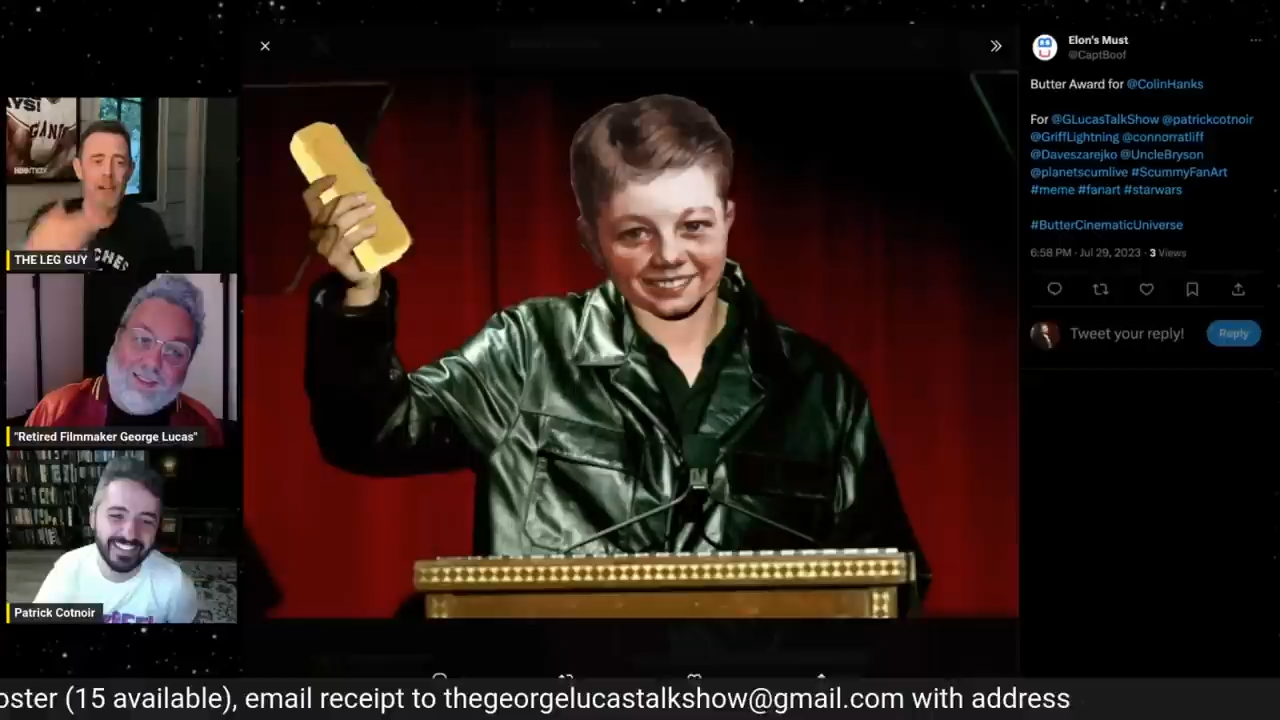 Elon's Must
@CaptBoof
Butter Award for @ColinHanks
For @GLucasTalkShow @patrickcotnoir
@GriffLightning @connorratliff
@Daveszarejko @UncleBryson
@planetscumlive #ScummyFanArt
#meme #fanart #starwars
#ButterCinematicUniverse
6:58 PM · Jul 29, 2023 · 3 Views
Tweet your reply!
Reply
HBOmax
THE LEG GUY
"Retired Filmmaker George Lucas"
Patrick Cotnoir
oster (15 available), email receipt to thegeorgelucastalkshow@gmail.com with address